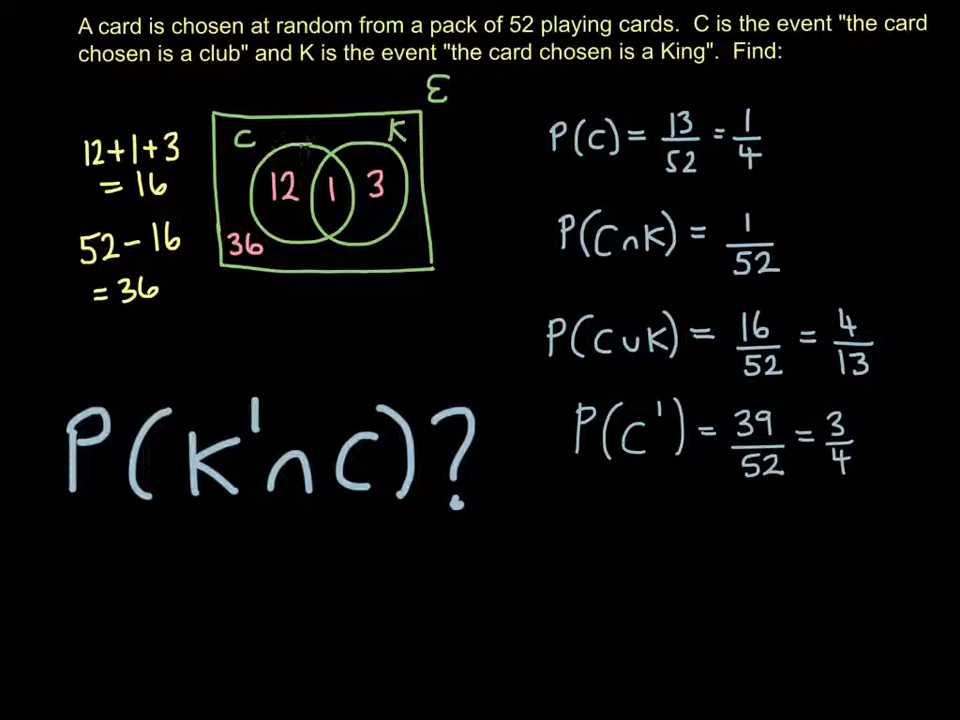 A card is chosen at random from a pack of 52 playing cards.  C is the event "the card
chosen is a club" and K is the event "the card chosen is a King".  Find:
ε
C K
12 1 3
36
12+1+3
= 16
52 - 16
= 36
P(C) = 13/52 = 1/4
P(C∩K) = 1/52
P(C∪K) = 16/52 = 4/13
P(C') = 39/52 = 3/4
P(K'∩C)?